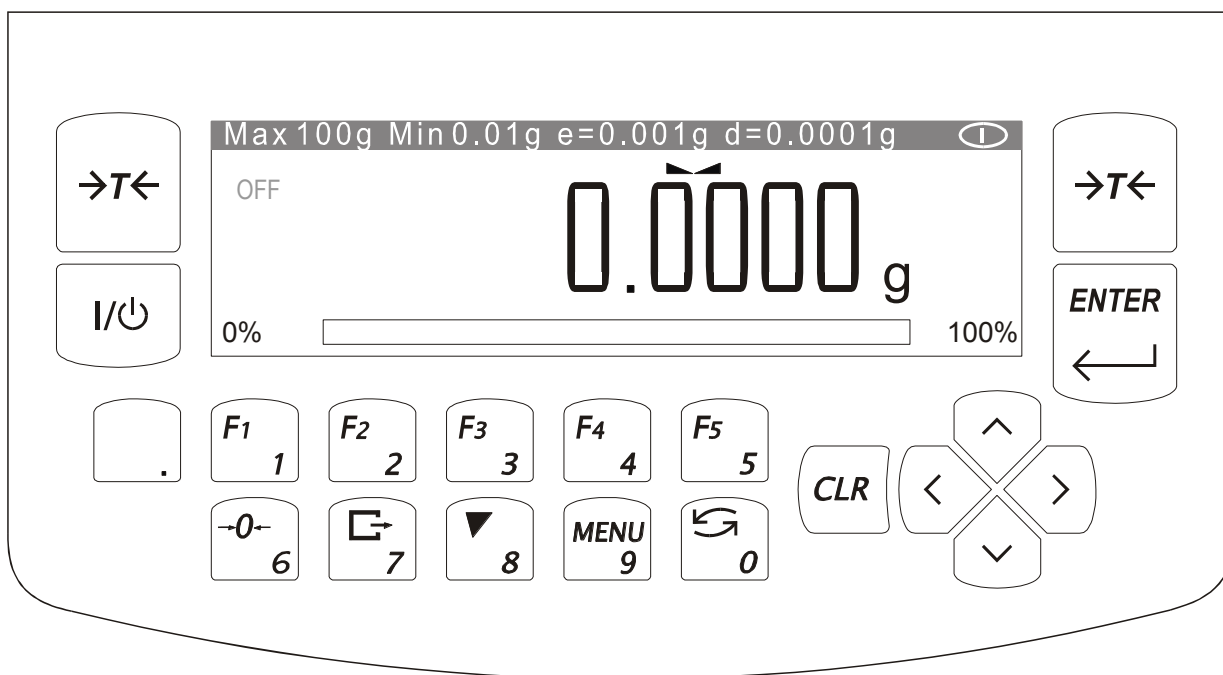 Max 100g Min 0.01g e=0.001g d=0.0001g I
→T← OFF 0.0000 g →T←
I/⏻ 0% 100% ENTER
. F1 1 F2 2 F3 3 F4 4 F5 5
CLR
→0← 6 7 8 MENU 9 0